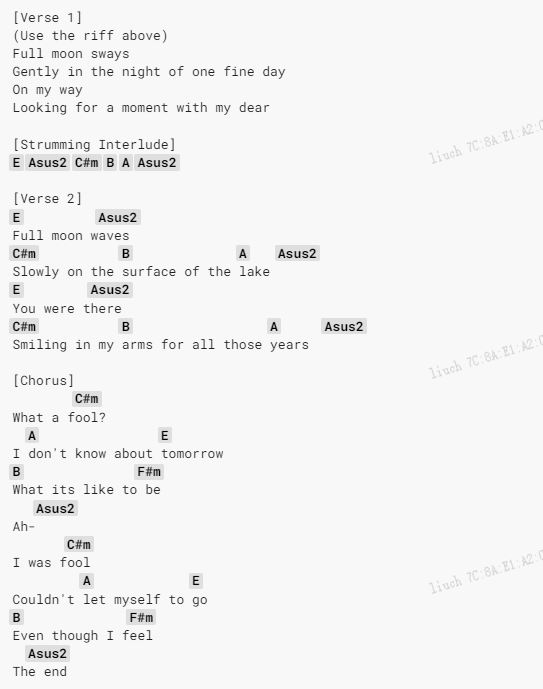 [Verse 1]
(Use the riff above)
Full moon sways
Gently in the night of one fine day
On my way
Looking for a moment with my dear
[Strumming Interlude]
E Asus2 C#m B A Asus2
[Verse 2]
E Asus2
Full moon waves
C#m B A Asus2
Slowly on the surface of the lake
E Asus2
You were there
C#m B A Asus2
Smiling in my arms for all those years
[Chorus]
C#m
What a fool?
A E
I don't know about tomorrow
B F#m
What its like to be
Asus2
Ah-
C#m
I was fool
A E
Couldn't let myself to go
B F#m
Even though I feel
Asus2
The end
liuch 7C:8A:E1:A2:
liuch 7C:8A:E1:A2:
liuch 7C:8A:E1:A2: